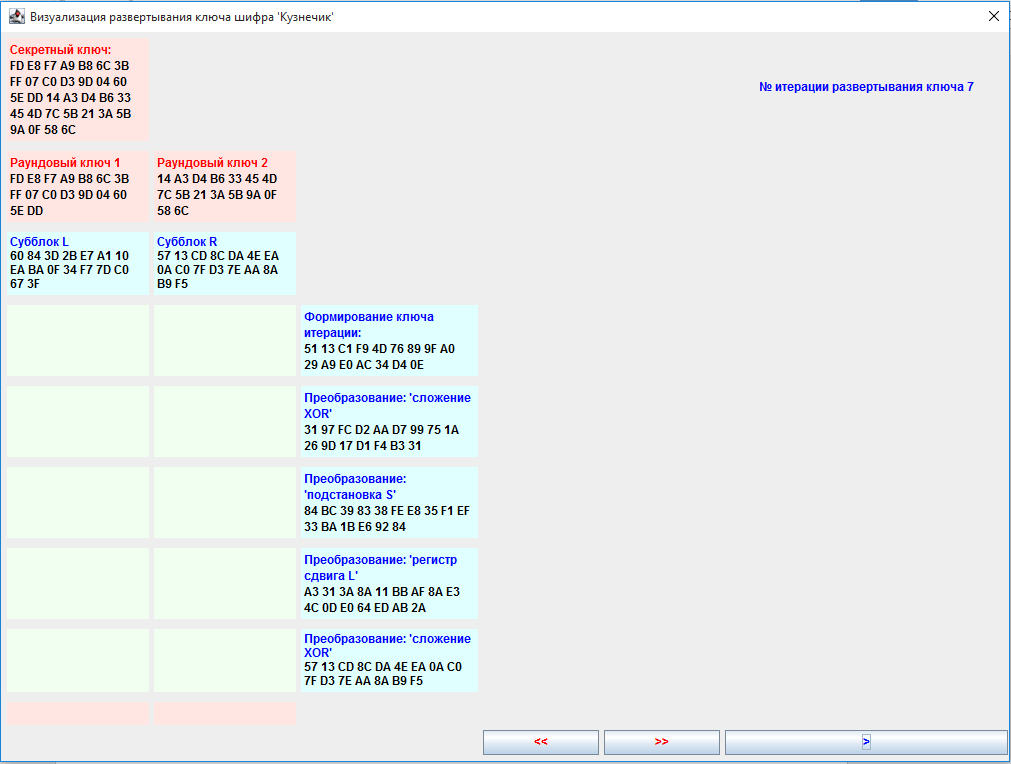 Визуализация развертывания ключа шифра 'Кузнечик'
Секретный ключ:
FD E8 F7 A9 B8 6C 3B
FF 07 C0 D3 9D 04 60
5E DD 14 A3 D4 B6 33
45 4D 7C 5B 21 3A 5B
9A 0F 58 6C
№ итерации развертывания ключа 7
Раундовый ключ 1
FD E8 F7 A9 B8 6C 3B
FF 07 C0 D3 9D 04 60
5E DD
Раундовый ключ 2
14 A3 D4 B6 33 45 4D
7C 5B 21 3A 5B 9A 0F
58 6C
Субблок L
60 84 3D 2B E7 A1 10
EA BA 0F 34 F7 7D C0
67 3F
Субблок R
57 13 CD 8C DA 4E EA
0A C0 7F D3 7E AA 8A
B9 F5
Формирование ключа
итерации:
51 13 C1 F9 4D 76 89 9F A0
29 A9 E0 AC 34 D4 0E
Преобразование: 'сложение
XOR'
31 97 FC D2 AA D7 99 75 1A
26 9D 17 D1 F4 B3 31
Преобразование:
'подстановка S'
84 BC 39 83 38 FE E8 35 F1 EF
33 BA 1B E6 92 84
Преобразование: 'регистр
сдвига L'
A3 31 3A 8A 11 BB AF 8A E3
4C 0D E0 64 ED AB 2A
Преобразование: 'сложение
XOR'
57 13 CD 8C DA 4E EA 0A C0
7F D3 7E AA 8A B9 F5
<<
>>
>